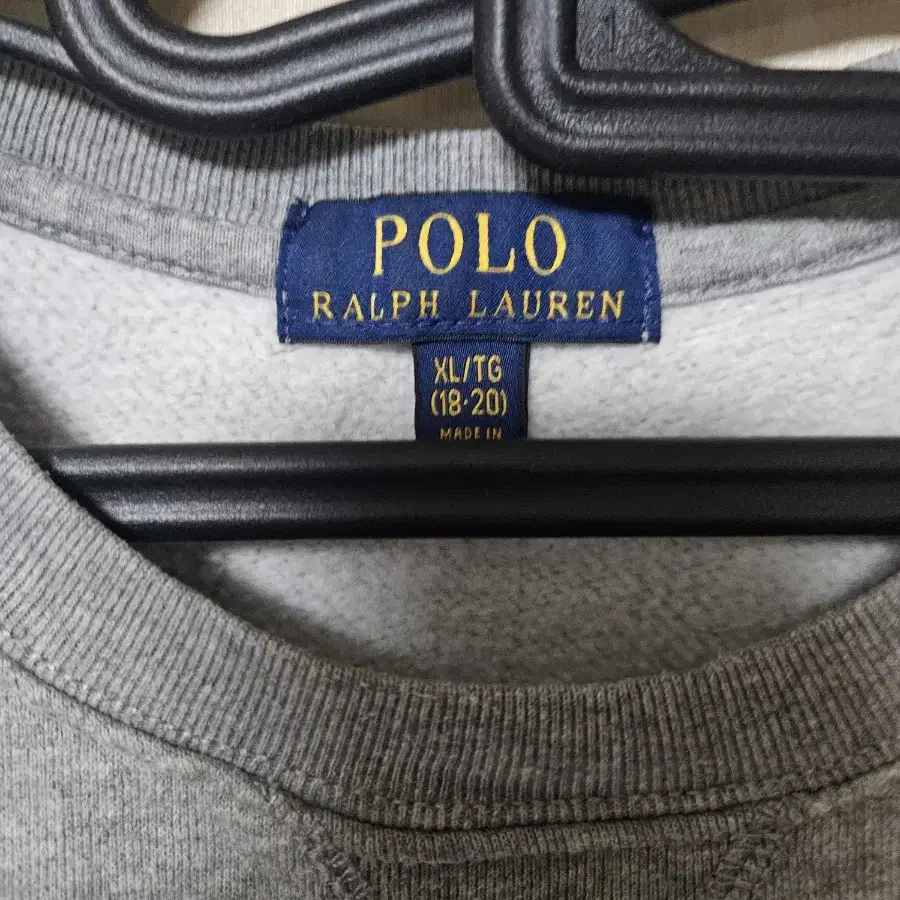 POLO
RALPH LAUREN
XL/TG
(18-20)
MADE IN